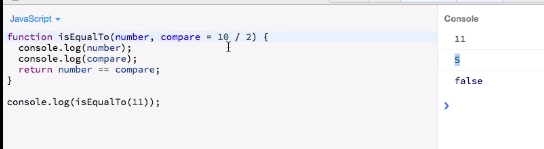 JavaScript
function isEqualTo(number, compare = 10 / 2) {
  console.log(number);
  console.log(compare);
  return number == compare;
}
console.log(isEqualTo(11));
Console
11
5
false